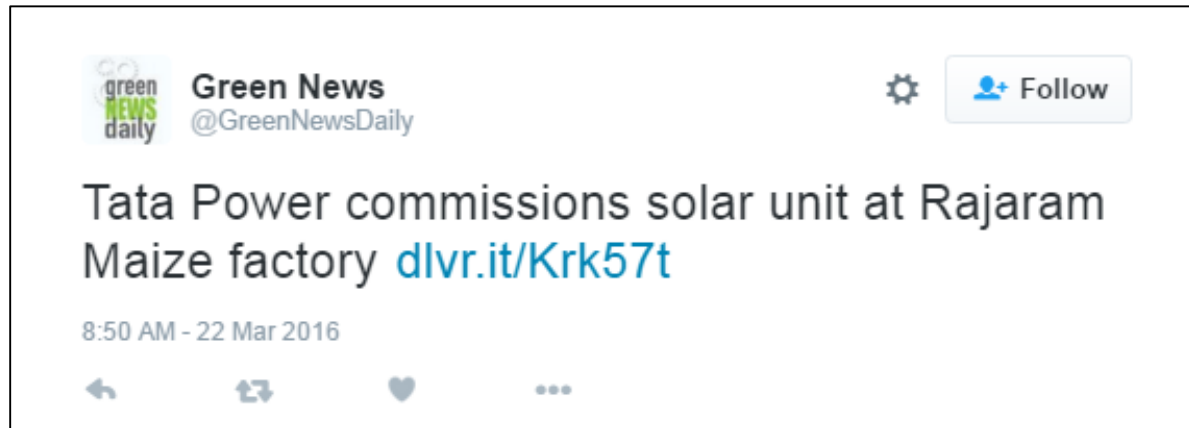 GO
green
NEWS
daily
Green News
@GreenNewsDaily
Follow
Tata Power commissions solar unit at Rajaram
Maize factory dlvr.it/Krk57t
8:50 AM - 22 Mar 2016